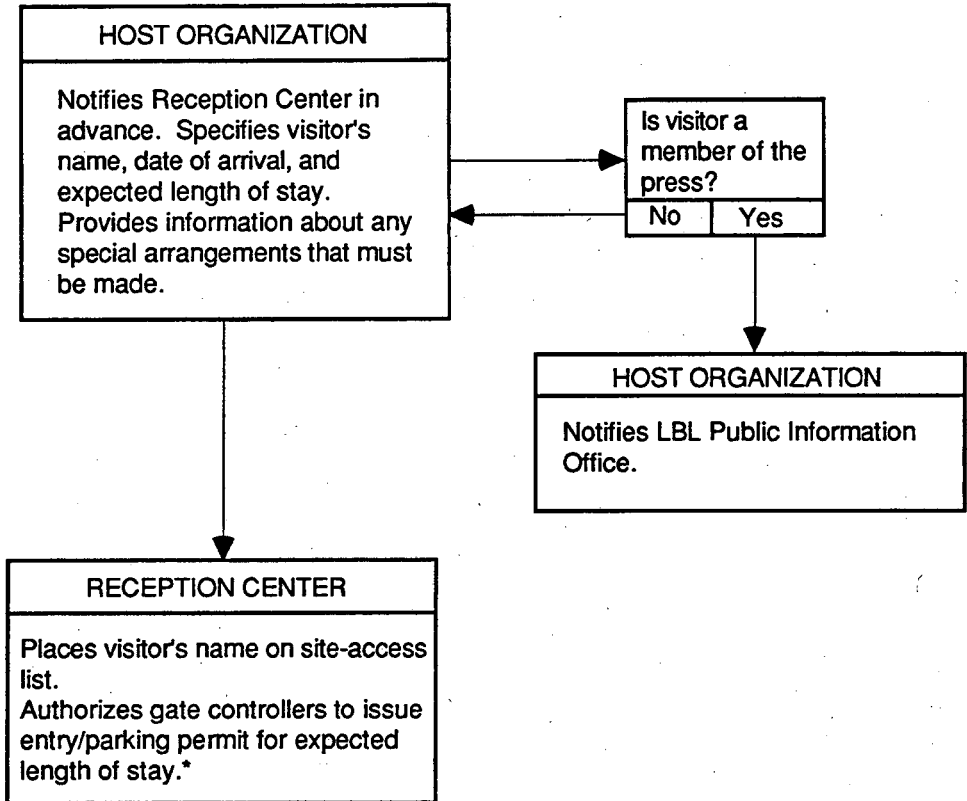 HOST ORGANIZATION
Notifies Reception Center in
advance. Specifies visitor's
name, date of arrival, and
expected length of stay.
Provides information about any
special arrangements that must
be made.
Is visitor a
member of the
press?
No Yes
HOST ORGANIZATION
Notifies LBL Public Information
Office.
RECEPTION CENTER
Places visitor's name on site-access
list.
Authorizes gate controllers to issue
entry/parking permit for expected
length of stay.*